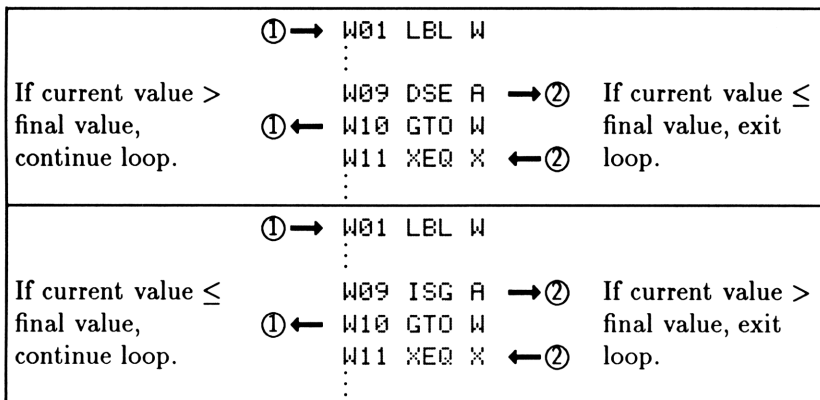 ① → W01 LBL W
⋮
If current value > W09 DSE A → ② If current value ≤
final value, ① ← W10 GTO W final value, exit
continue loop. W11 XEQ X ← ② loop.
⋮
① → W01 LBL W
⋮
If current value ≤ W09 ISG A → ② If current value >
final value, ① ← W10 GTO W final value, exit
continue loop. W11 XEQ X ← ② loop.
⋮